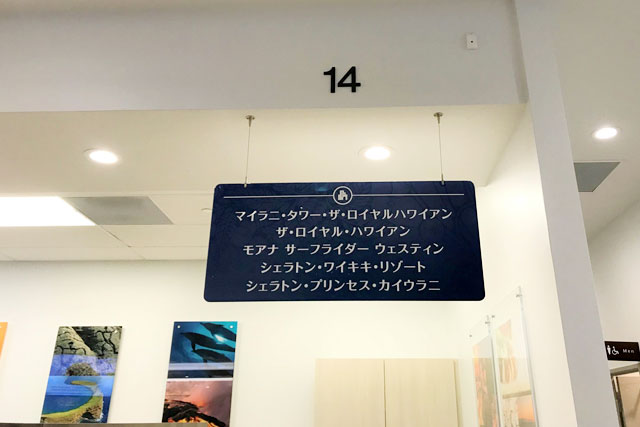 14
マイラニ・タワー・ザ・ロイヤルハワイアン
ザ・ロイヤル・ハワイアン
モアナ サーフライダー ウェスティン
シェラトン・ワイキキ・リゾート
シェラトン・プリンセス・カイウラニ
Men